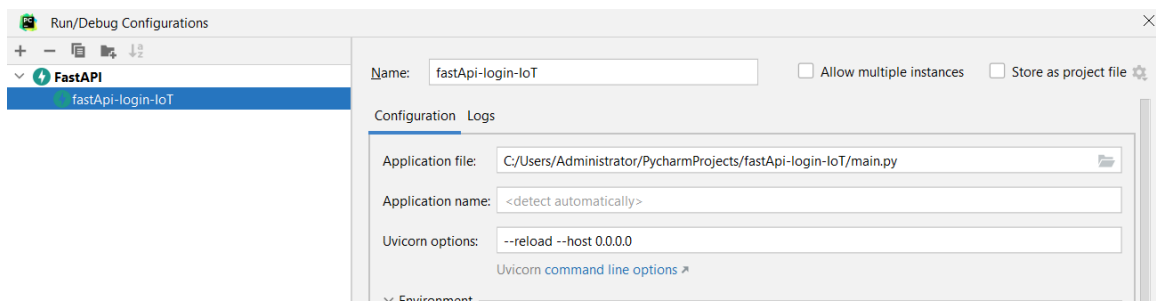 Run/Debug Configurations
FastAPI
fastApi-login-IoT
Name: fastApi-login-IoT Allow multiple instances Store as project file
Configuration Logs
Application file: C:/Users/Administrator/PycharmProjects/fastApi-login-IoT/main.py
Application name: <detect automatically>
Uvicorn options: --reload --host 0.0.0.0
Uvicorn command line options
Environment